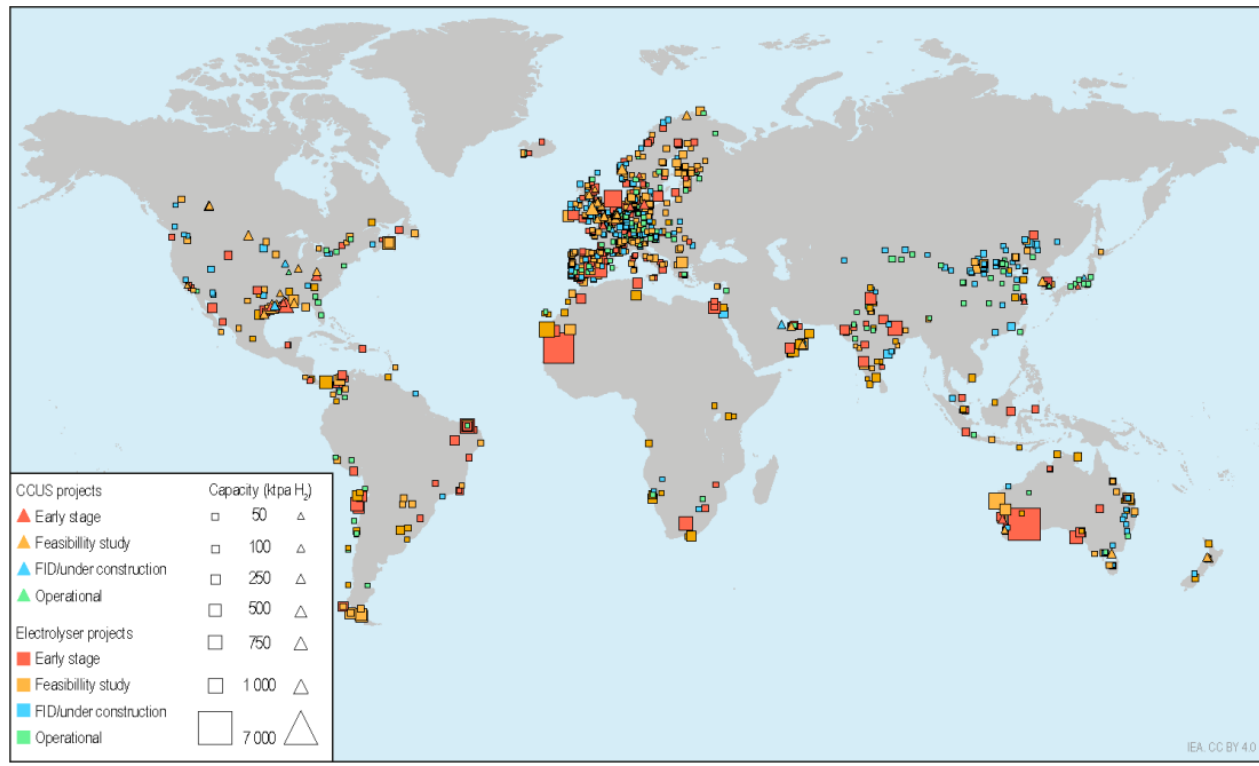 CCUS projects
Early stage
Feasibillity study
FID/under construction
Operational
Electrolyser projects
Early stage
Feasibillity study
FID/under construction
Operational
Capacity (ktpa H₂)
50
100
250
500
750
1 000
7 000
IEA. CC BY 4.0